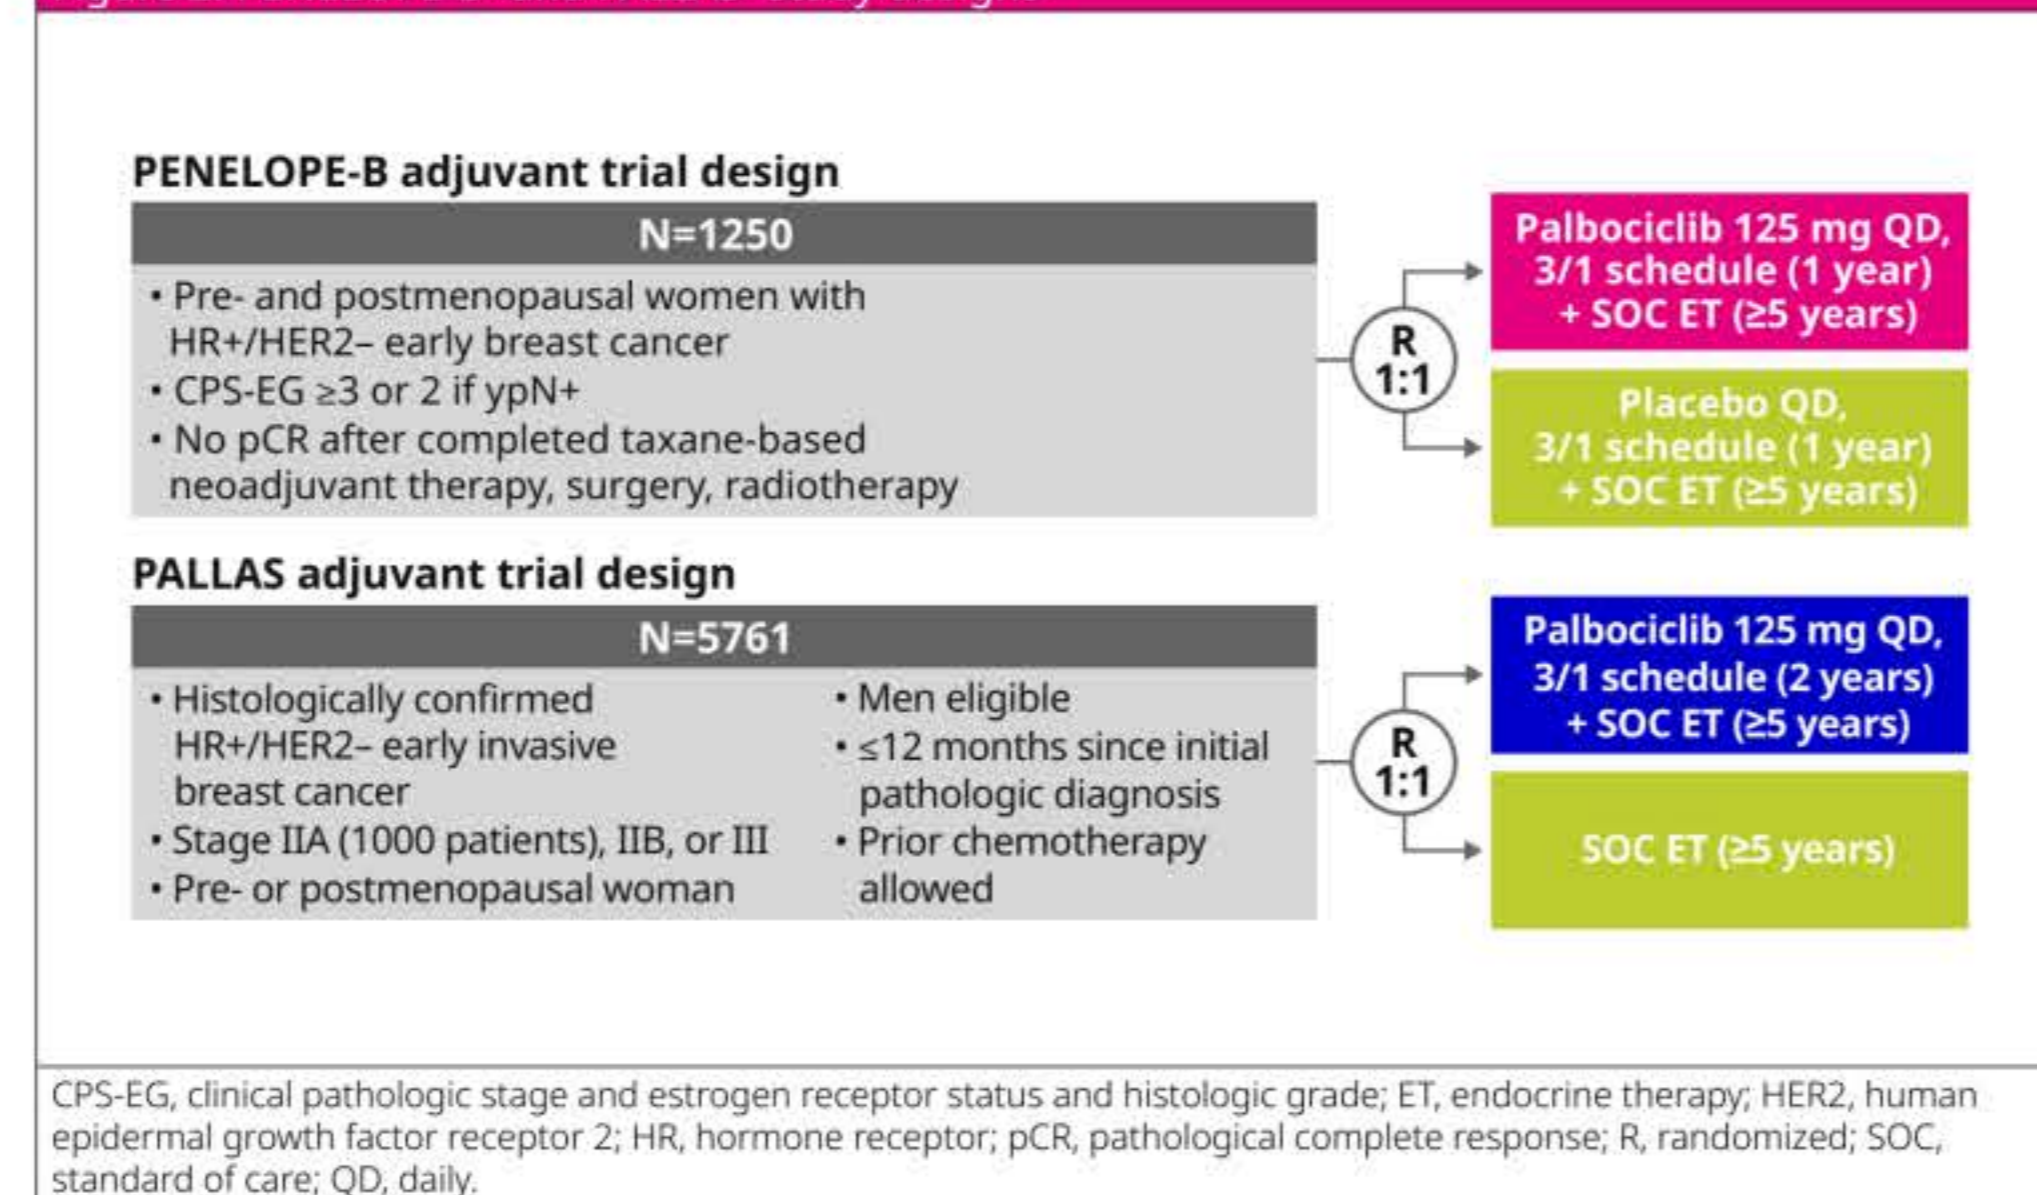 PENELOPE-B adjuvant trial design
N=1250
• Pre- and postmenopausal women with
HR+/HER2– early breast cancer
• CPS-EG ≥3 or 2 if ypN+
• No pCR after completed taxane-based
neoadjuvant therapy, surgery, radiotherapy
R
1:1
Palbociclib 125 mg QD,
3/1 schedule (1 year)
+ SOC ET (≥5 years)
Placebo QD,
3/1 schedule (1 year)
+ SOC ET (≥5 years)
PALLAS adjuvant trial design
N=5761
• Histologically confirmed
HR+/HER2– early invasive
breast cancer
• Stage IIA (1000 patients), IIB, or III
• Pre- or postmenopausal woman
• Men eligible
• ≤12 months since initial
pathologic diagnosis
• Prior chemotherapy
allowed
R
1:1
Palbociclib 125 mg QD,
3/1 schedule (2 years)
+ SOC ET (≥5 years)
SOC ET (≥5 years)
CPS-EG, clinical pathologic stage and estrogen receptor status and histologic grade; ET, endocrine therapy; HER2, human
epidermal growth factor receptor 2; HR, hormone receptor; pCR, pathological complete response; R, randomized; SOC,
standard of care; QD, daily.